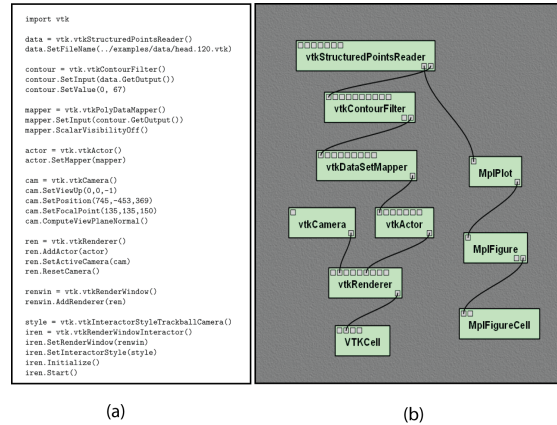 import vtk
data = vtk.vtkStructuredPointsReader()
data.SetFileName(../examples/data/head.120.vtk)
contour = vtk.vtkContourFilter()
contour.SetInput(data.GetOutput())
contour.SetValue(0, 67)
mapper = vtk.vtkPolyDataMapper()
mapper.SetInput(contour.GetOutput())
mapper.ScalarVisibilityOff()
actor = vtk.vtkActor()
actor.SetMapper(mapper)
cam = vtk.vtkCamera()
cam.SetViewUp(0,0,-1)
cam.SetPosition(745,-453,369)
cam.SetFocalPoint(135,135,150)
cam.ComputeViewPlaneNormal()
ren = vtk.vtkRenderer()
ren.AddActor(actor)
ren.SetActiveCamera(cam)
ren.ResetCamera()
renwin = vtk.vtkRenderWindow()
renwin.AddRenderer(ren)
style = vtk.vtkInteractorStyleTrackballCamera()
iren = vtk.vtkRenderWindowInteractor()
iren.SetRenderWindow(renwin)
iren.SetInteractorStyle(style)
iren.Initialize()
iren.Start()
(a)
vtkStructuredPointsReader
vtkContourFilter
vtkDataSetMapper
MplPlot
vtkCamera
vtkActor
MplFigure
vtkRenderer
MplFigureCell
VTKCell
(b)